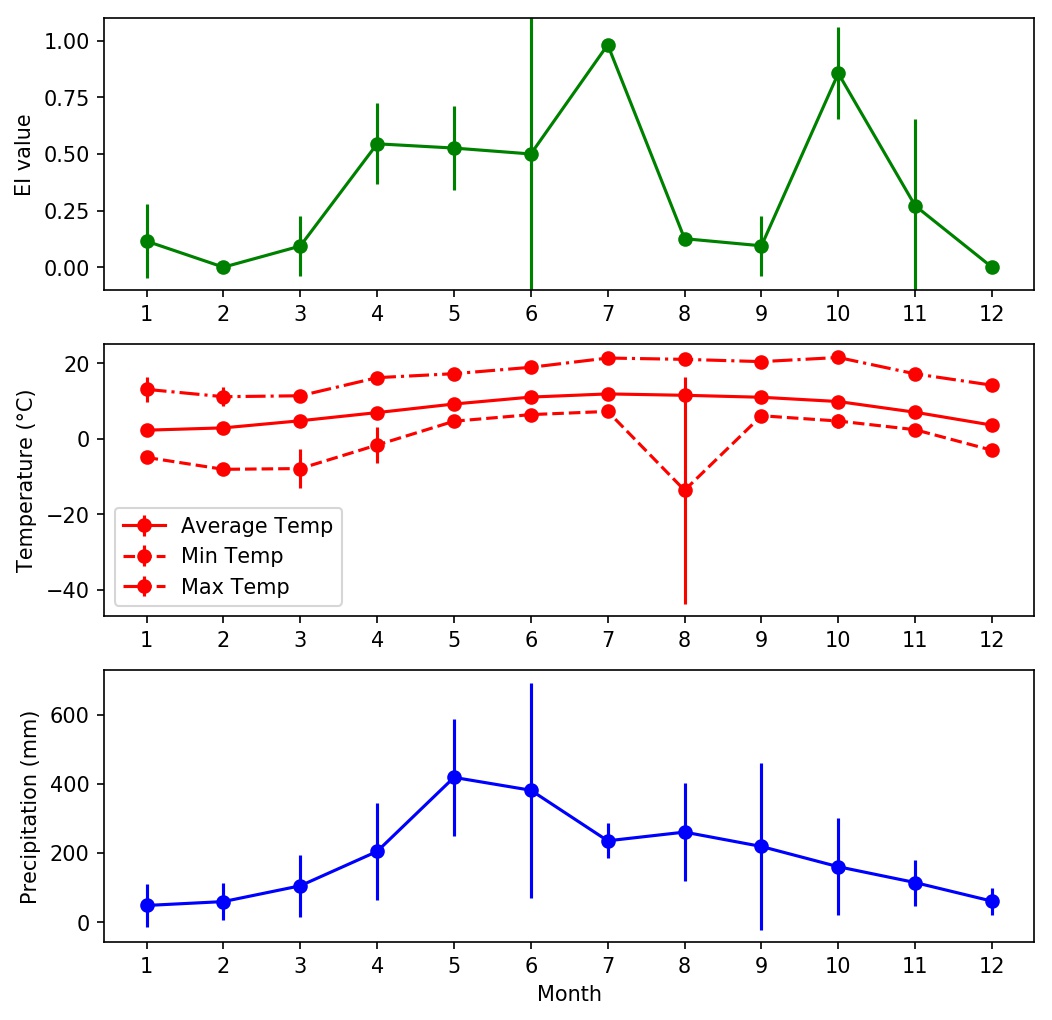 1.00
0.75
0.50
0.25
0.00
EI value
1 2 3 4 5 6 7 8 9 10 11 12
20
0
−20
−40
Temperature (°C)
Average Temp
Min Temp
Max Temp
1 2 3 4 5 6 7 8 9 10 11 12
600
400
200
0
Precipitation (mm)
1 2 3 4 5 6 7 8 9 10 11 12
Month